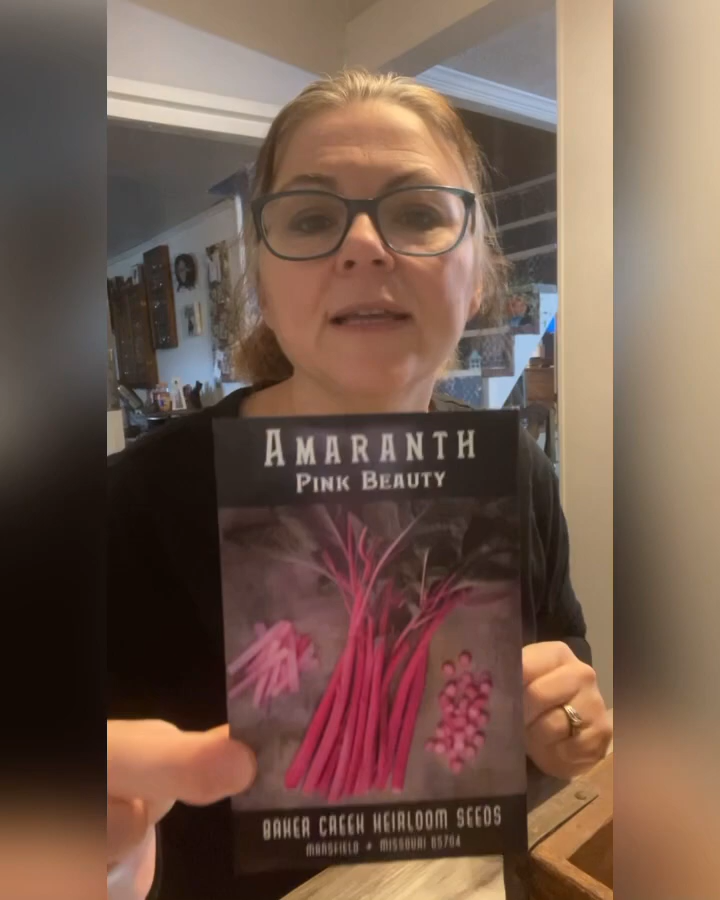 AMARANTH
PINK BEAUTY
BAKER CREEK HEIRLOOM SEEDS
MANSFIELD ★ MISSOURI 65704